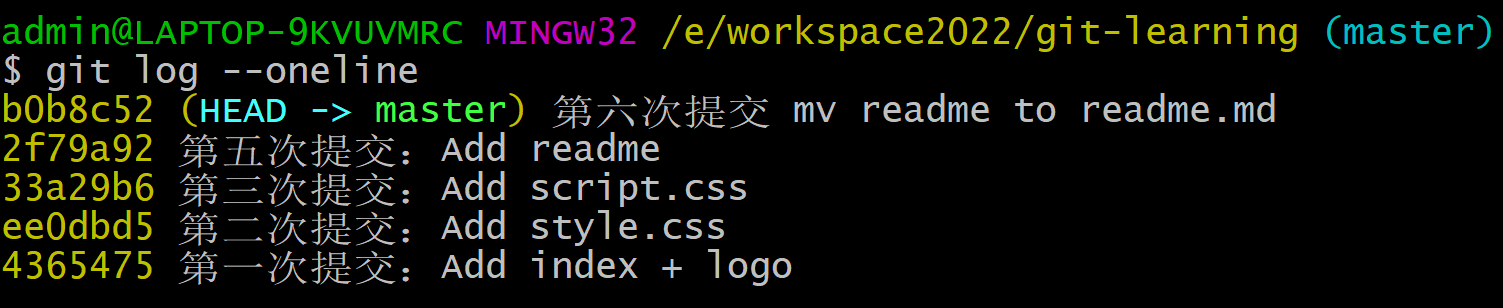 admin@LAPTOP-9KVUVMRC MINGW32 /e/workspace2022/git-learning (master)
$ git log --oneline
b0b8c52 (HEAD -> master) 第六次提交 mv readme to readme.md
2f79a92 第五次提交：Add readme
33a29b6 第三次提交：Add script.css
ee0dbd5 第二次提交：Add style.css
4365475 第一次提交：Add index + logo